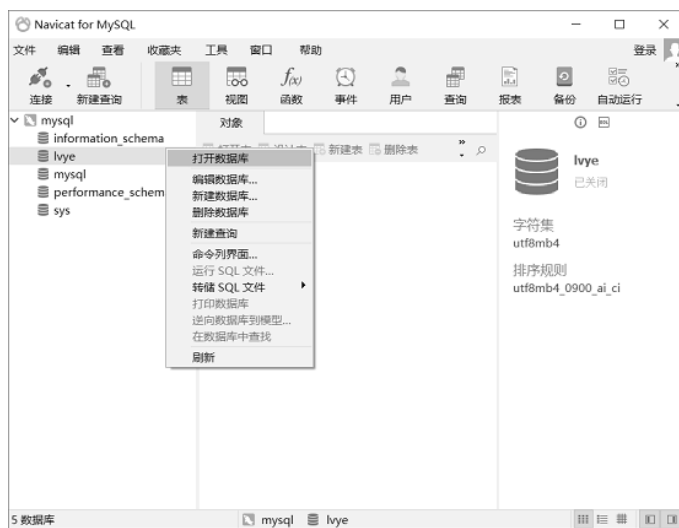 Navicat for MySQL
文件 编辑 查看 收藏夹 工具 窗口 帮助 登录
连接 新建查询 表 视图 函数 事件 用户 查询 报表 备份 自动运行
mysql
information_schema
lvye
mysql
performance_schem
sys
对象
新建表 删除表
打开数据库
编辑数据库...
新建数据库...
删除数据库
新建查询
命令列界面...
运行 SQL 文件...
转储 SQL 文件
打印数据库
逆向数据库到模型...
在数据库中查找
刷新
lvye
已关闭
字符集
utf8mb4
排序规则
utf8mb4_0900_ai_ci
5 数据库 mysql lvye